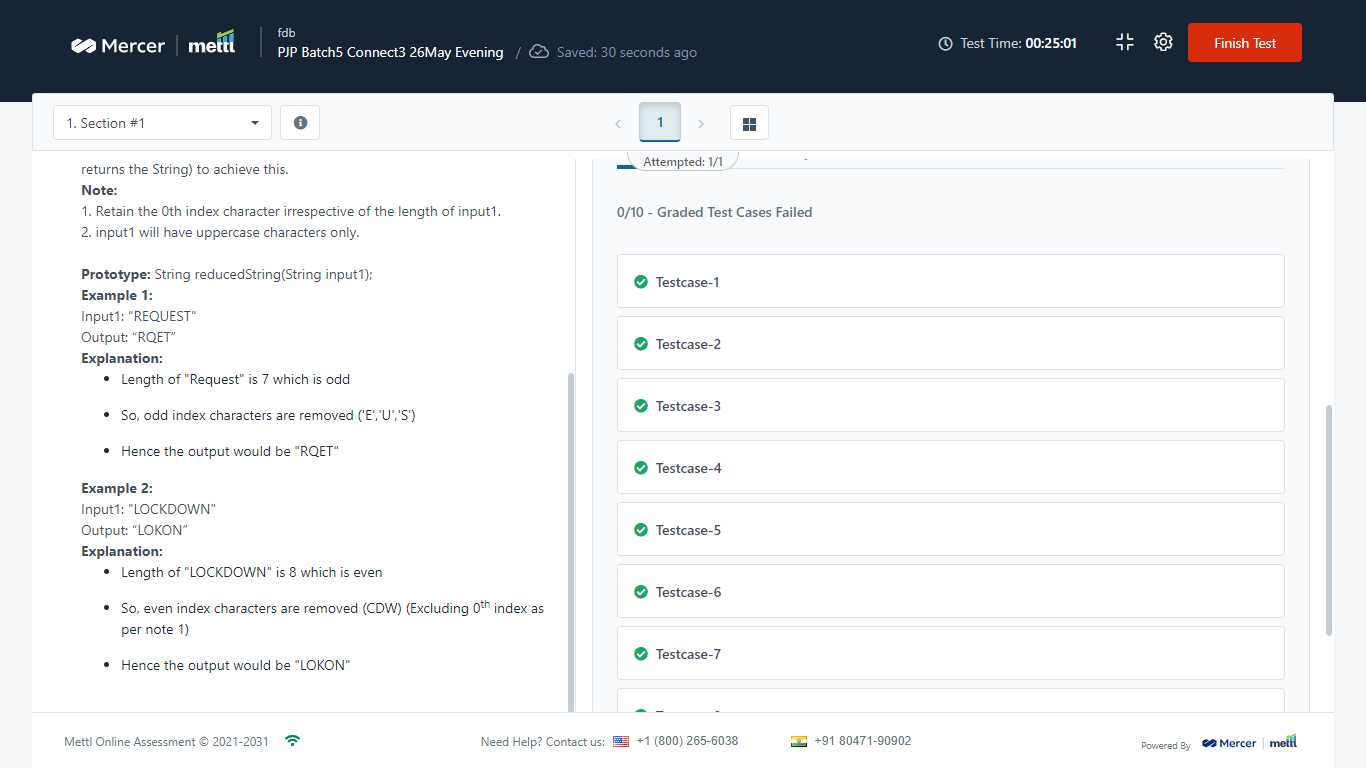 Mercer mettl
fdb
PJP Batch5 Connect3 26May Evening / Saved: 30 seconds ago
Test Time: 00:25:01
Finish Test
1. Section #1
1
Attempted: 1/1
returns the String) to achieve this.
Note:
1. Retain the 0th index character irrespective of the length of input1.
2. input1 will have uppercase characters only.
Prototype: String reducedString(String input1);
Example 1:
Input1: "REQUEST"
Output: “RQET”
Explanation:
• Length of "Request" is 7 which is odd
• So, odd index characters are removed ('E','U','S')
• Hence the output would be "RQET"
Example 2:
Input1: "LOCKDOWN"
Output: “LOKON”
Explanation:
• Length of "LOCKDOWN" is 8 which is even
• So, even index characters are removed (CDW) (Excluding 0th index as
per note 1)
• Hence the output would be "LOKON"
0/10 - Graded Test Cases Failed
Testcase-1
Testcase-2
Testcase-3
Testcase-4
Testcase-5
Testcase-6
Testcase-7
Mettl Online Assessment © 2021-2031
Need Help? Contact us: +1 (800) 265-6038
+91 80471-90902
Powered By Mercer mettl